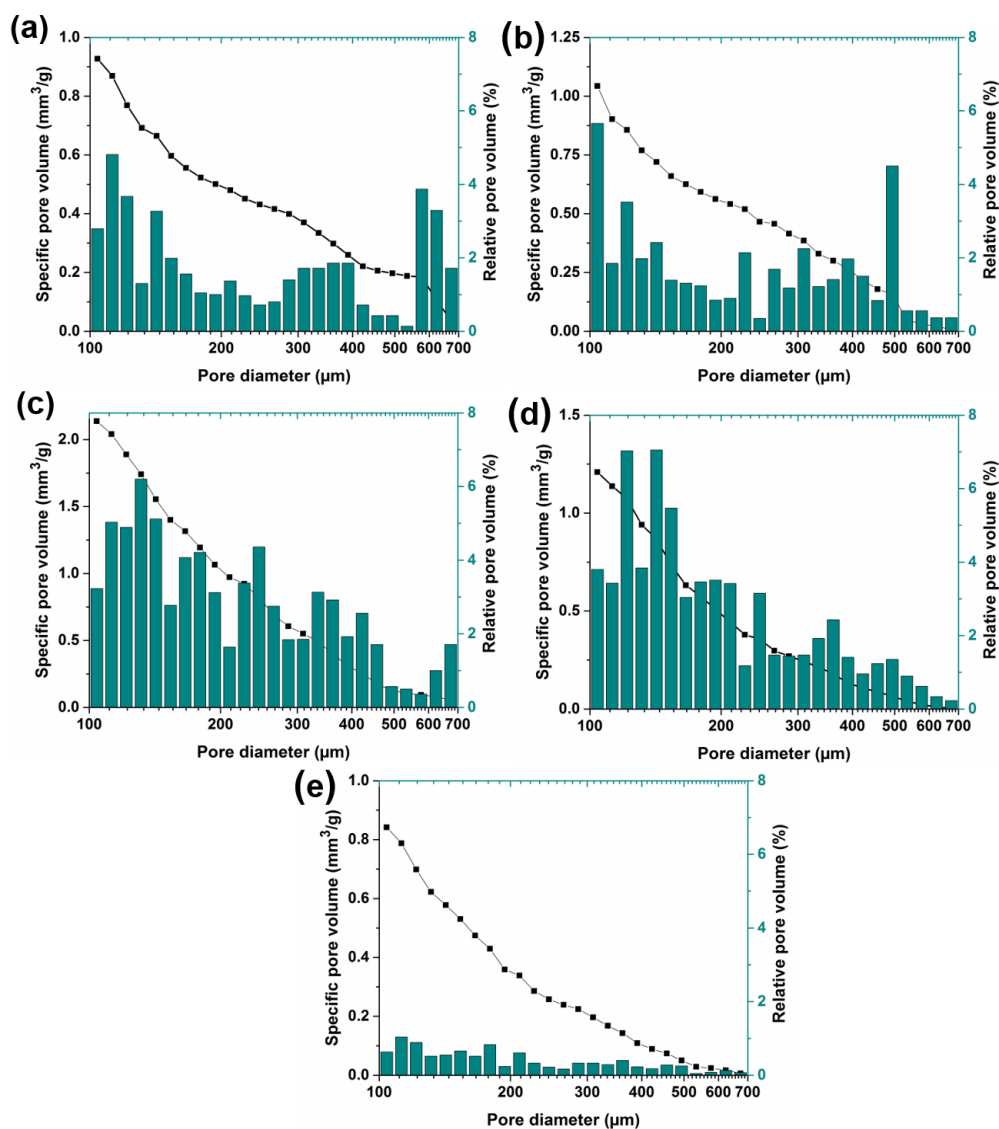 (a)
1.0
0.8
0.6
0.4
0.2
0.0
Specific pore volume (mm³/g)
8
6
4
2
0
Relative pore volume (%)
100 200 300 400 500 600 700
Pore diameter (µm)
(b)
1.25
1.00
0.75
0.50
0.25
0.00
Specific pore volume (mm³/g)
8
6
4
2
0
Relative pore volume (%)
100 200 300 400 500 600 700
Pore diameter (µm)
(c)
2.0
1.5
1.0
0.5
0.0
Specific pore volume (mm³/g)
8
6
4
2
0
Relative pore volume (%)
100 200 300 400 500 600 700
Pore diameter (µm)
(d)
1.5
1.0
0.5
0.0
Specific pore volume (mm³/g)
8
6
4
2
0
Relative pore volume (%)
100 200 300 400 500 600 700
Pore diameter (µm)
(e)
1.0
0.8
0.6
0.4
0.2
0.0
Specific pore volume (mm³/g)
8
6
4
2
0
Relative pore volume (%)
100 200 300 400 500 600 700
Pore diameter (µm)